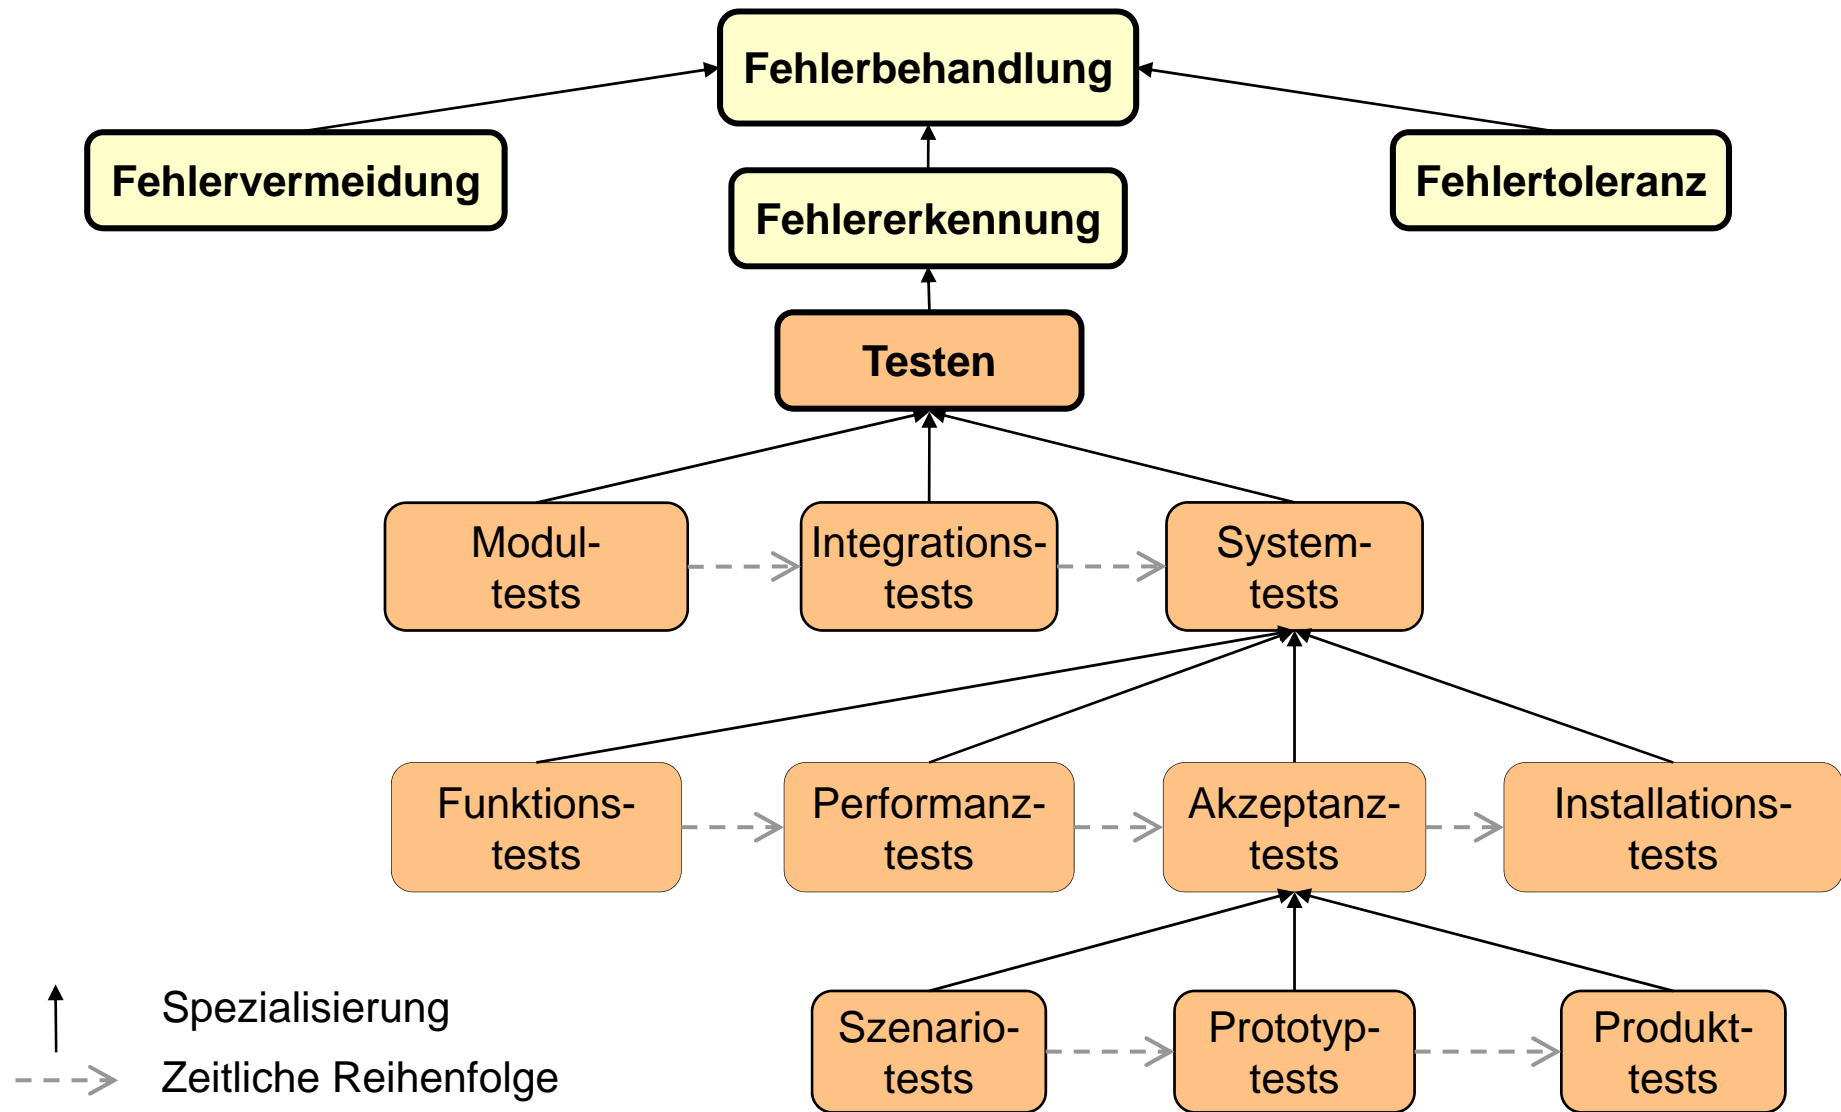 Fehlerbehandlung
Fehlervermeidung
Fehlererkennung
Fehlertoleranz
Testen
Modul-
tests
Integrations-
tests
System-
tests
Funktions-
tests
Performanz-
tests
Akzeptanz-
tests
Installations-
tests
Szenario-
tests
Prototyp-
tests
Produkt-
tests
Spezialisierung
Zeitliche Reihenfolge